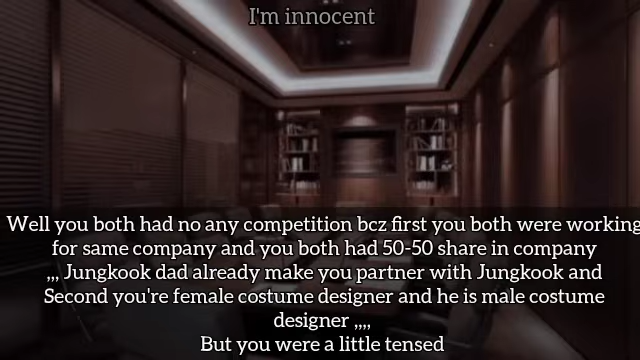 I'm innocent
Well you both had no any competition bcz first you both were working
for same company and you both had 50-50 share in company
,,, Jungkook dad already make you partner with Jungkook and
Second you're female costume designer and he is male costume
designer ,,,,
But you were a little tensed